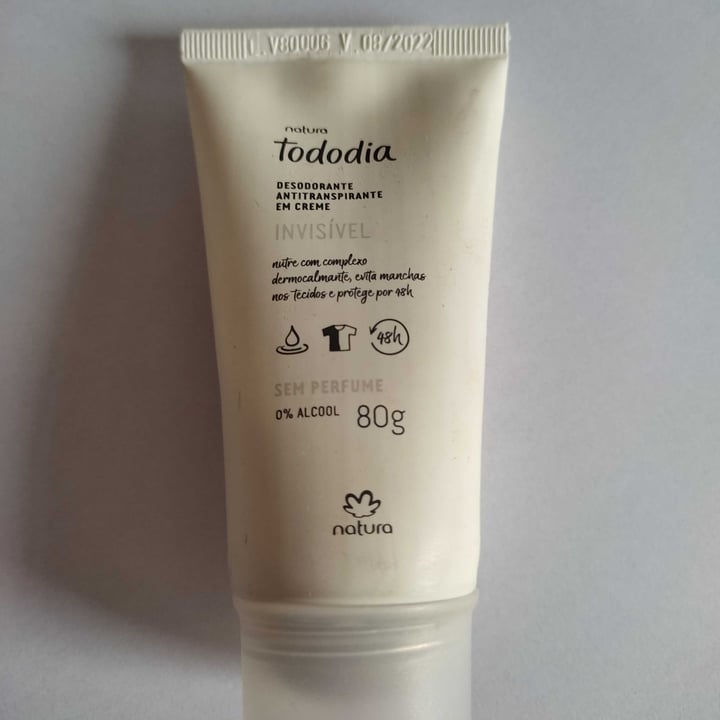 L.V80006 V.08/2022
natura
Tododia
DESODORANTE
ANTITRANSPIRANTE
EM CREME
INVISÍVEL
nutre com complexo
dermocalmante, evita manchas
nos tecidos e protege por 48h
48h
SEM PERFUME
0% ALCOOL 80g
natura